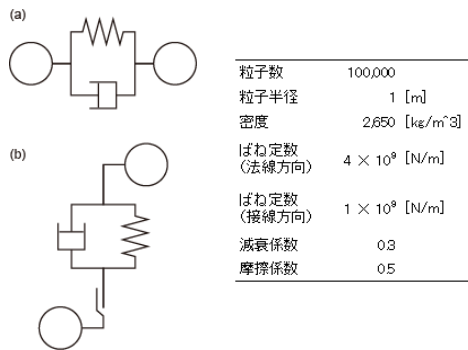 (a)
(b)
粒子数 100,000
粒子半径 1 [m]
密度 2,650 [kg/m^3]
ばね定数
(法線方向) 4 × 10⁹ [N/m]
ばね定数
(接線方向) 1 × 10⁹ [N/m]
減衰係数 0.3
摩擦係数 0.5